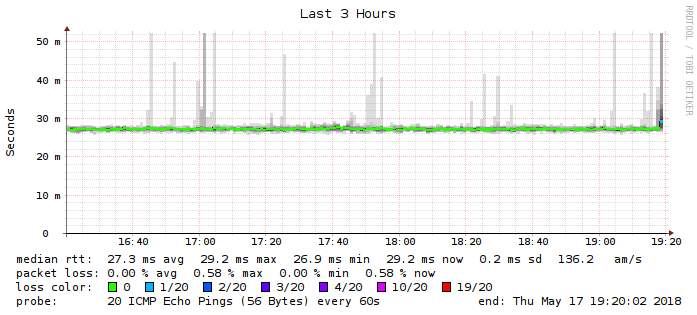 Last 3 Hours
RRDTOOL / TOBI OETIKER
Seconds
50 m
40 m
30 m
20 m
10 m
0
16:40 17:00 17:20 17:40 18:00 18:20 18:40 19:00 19:20
median rtt: 27.3 ms avg 29.2 ms max 26.9 ms min 29.2 ms now 0.2 ms sd 136.2 am/s
packet loss: 0.00 % avg 0.58 % max 0.00 % min 0.58 % now
loss color: 0 1/20 2/20 3/20 4/20 10/20 19/20
probe: 20 ICMP Echo Pings (56 Bytes) every 60s end: Thu May 17 19:20:02 2018